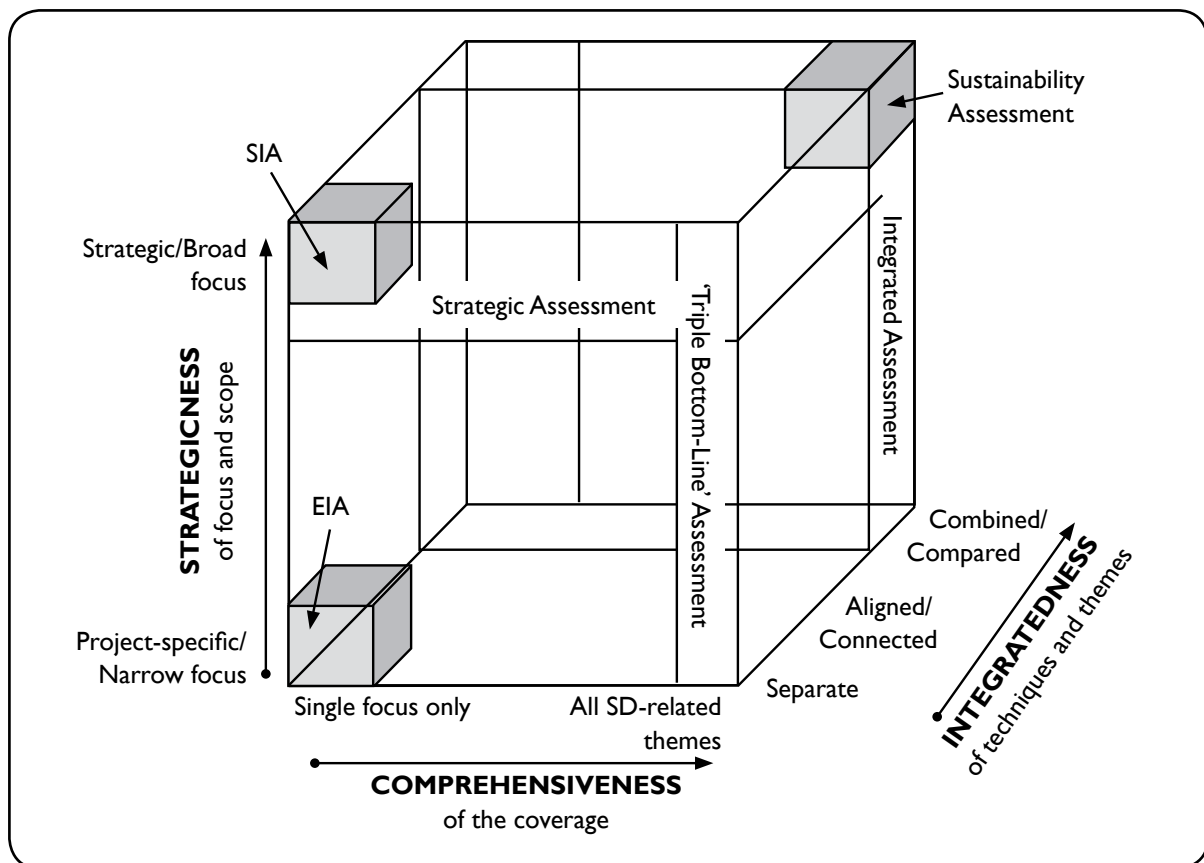 Sustainability
Assessment
SIA
Strategic/Broad
focus
Strategic Assessment
'Triple Bottom-Line' Assessment
Integrated Assessment
STRATEGICNESS
of focus and scope
EIA
Combined/
Compared
Aligned/
Connected
Project-specific/
Narrow focus
Separate
Single focus only
All SD-related
themes
INTEGRATEDNESS
of techniques and themes
COMPREHENSIVENESS
of the coverage